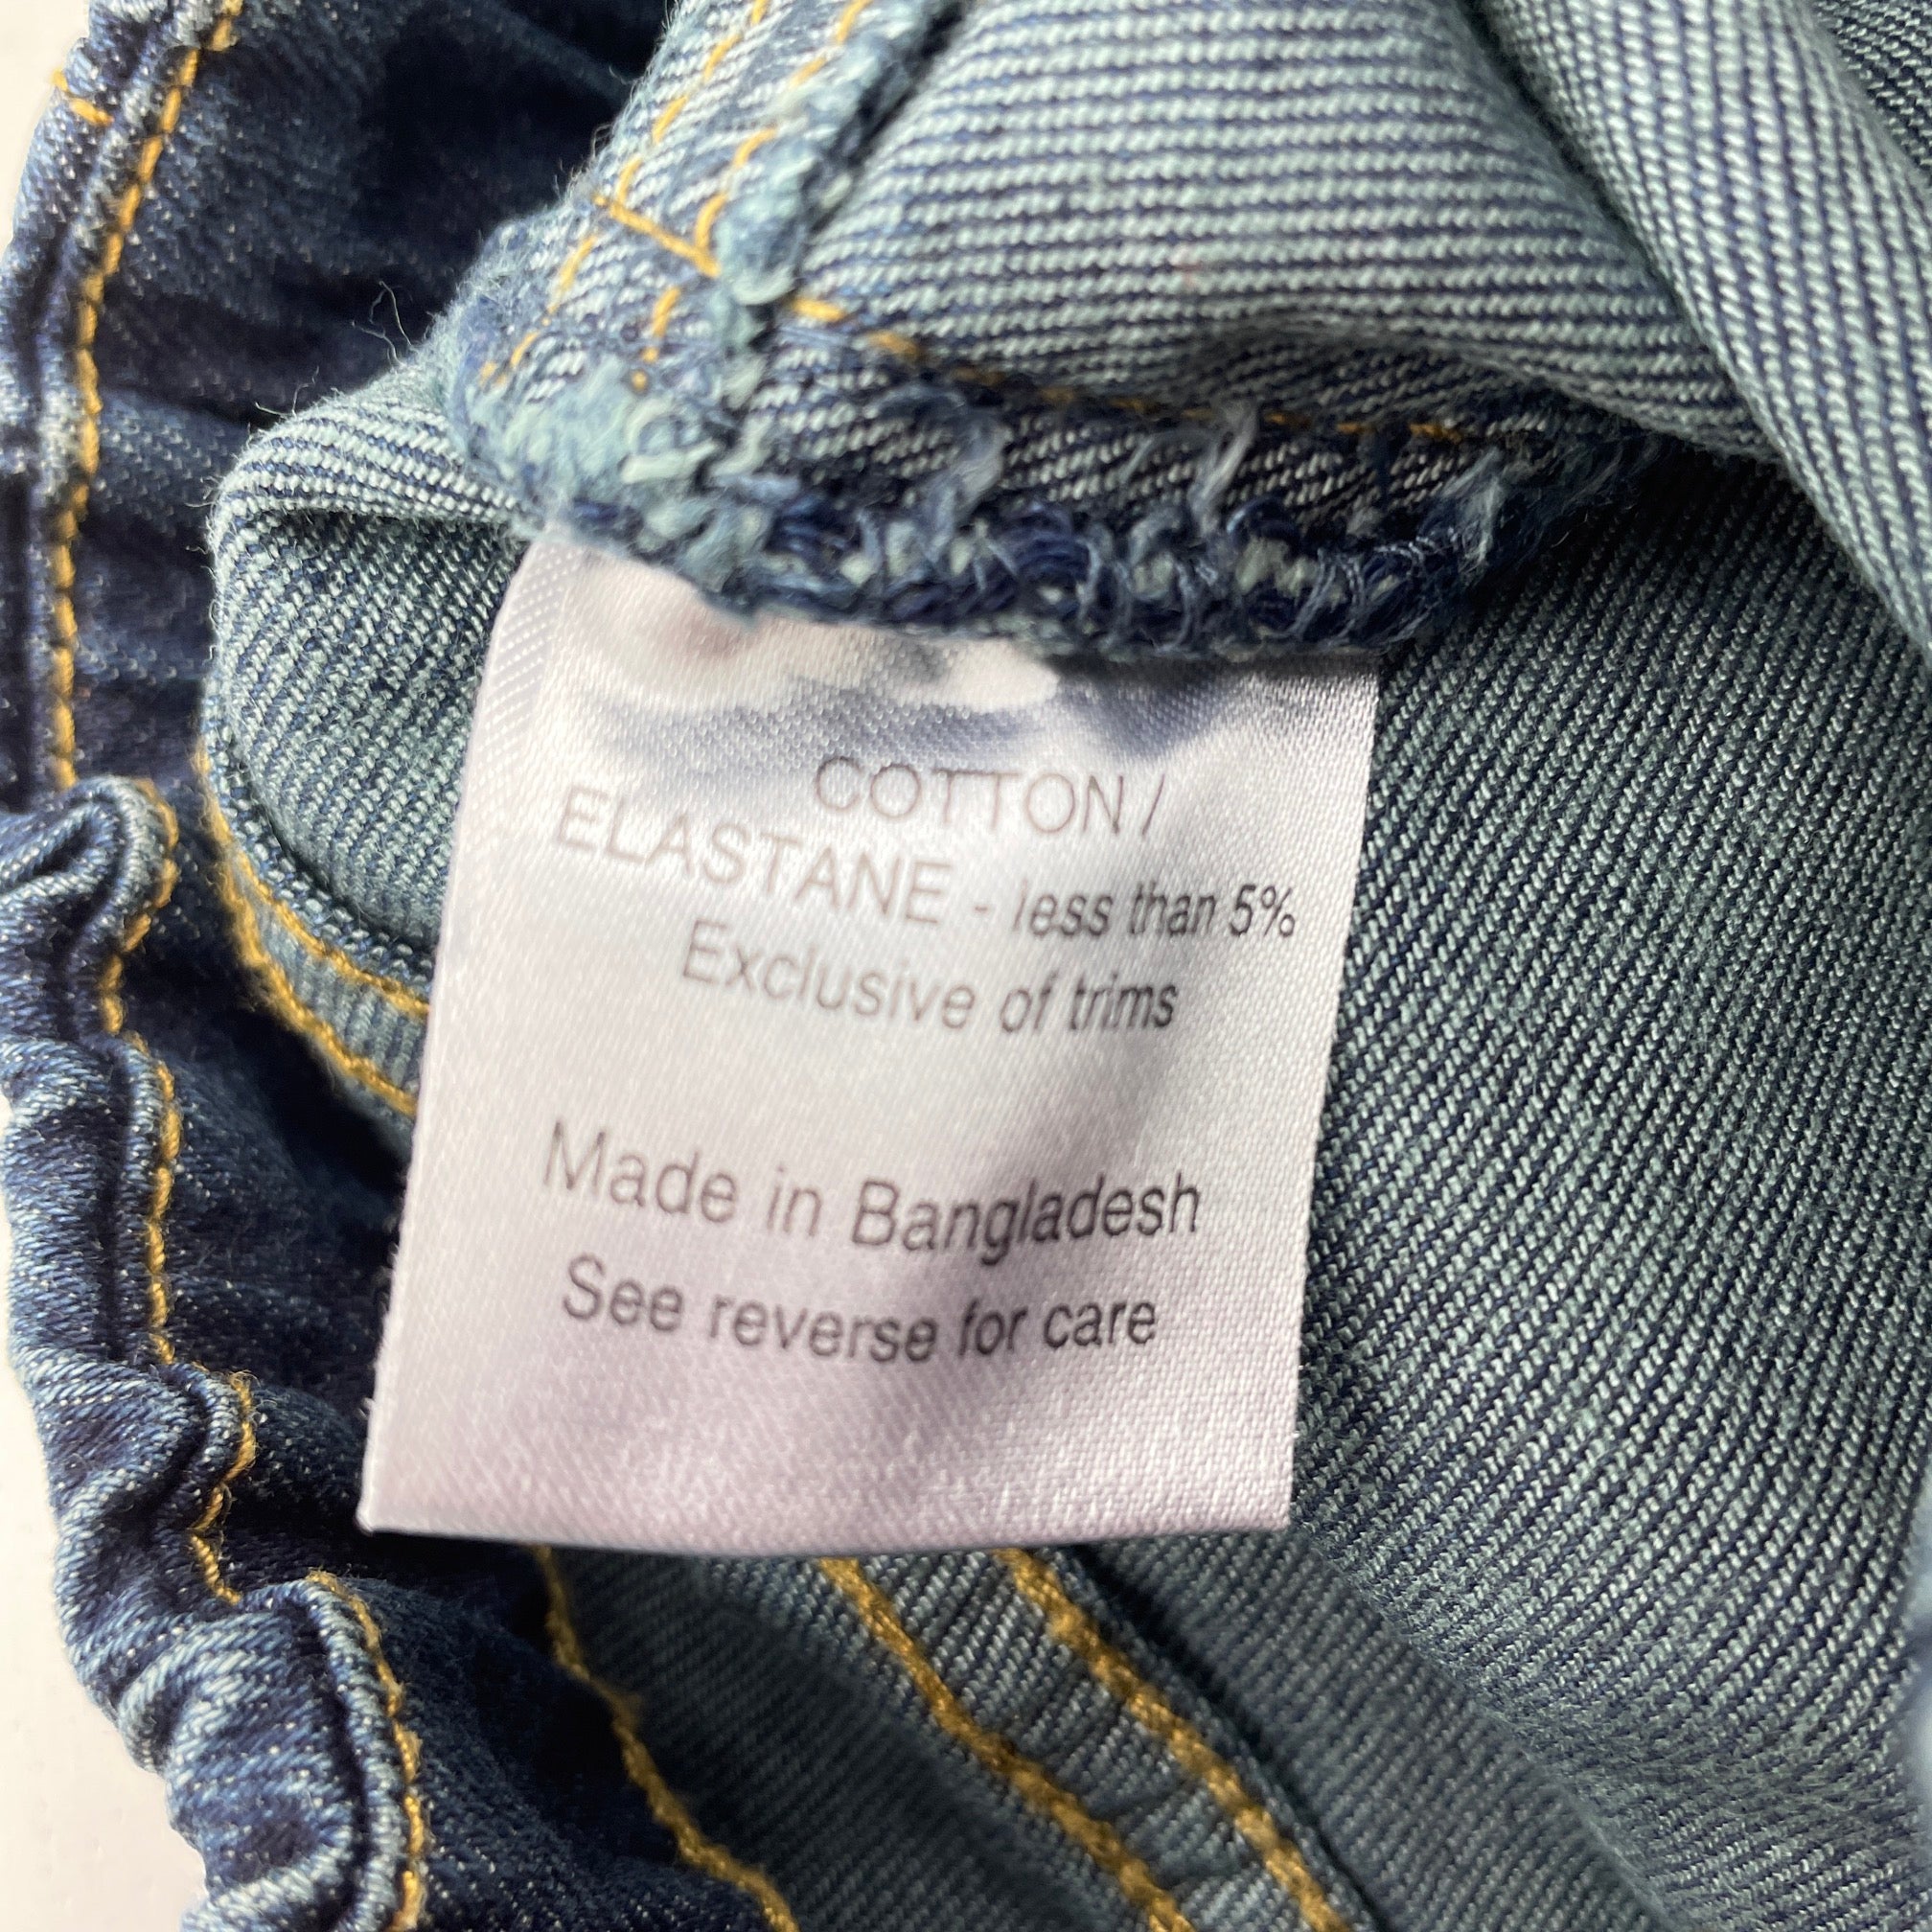 COTTON/
ELASTANE - less than 5%
Exclusive of trims
Made in Bangladesh
See reverse for care